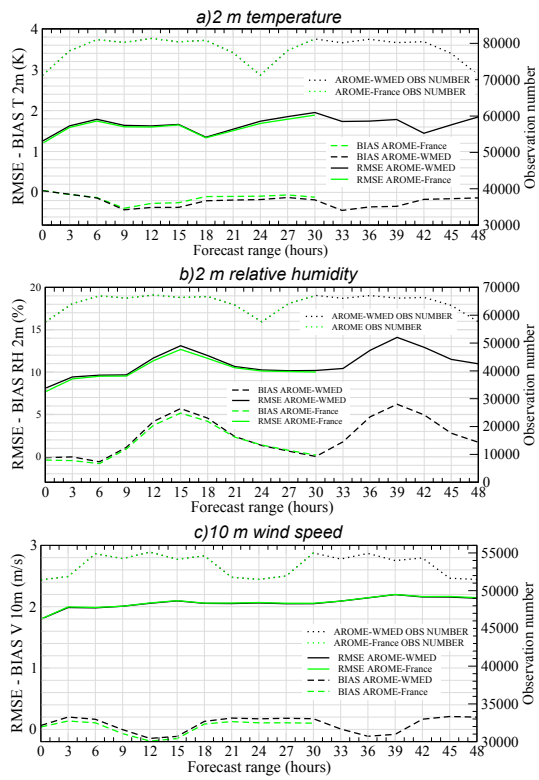 a)2 m temperature
4
3
2
1
0
80000
70000
60000
50000
40000
30000
RMSE - BIAS T 2m (K)
Observation number
AROME-WMED OBS NUMBER
AROME-France OBS NUMBER
BIAS AROME-France
BIAS AROME-WMED
RMSE AROME-WMED
RMSE AROME-France
0 3 6 9 12 15 18 21 24 27 30 33 36 39 42 45 48
Forecast range (hours)
b)2 m relative humidity
20
15
10
5
0
70000
60000
50000
40000
30000
20000
10000
0
RMSE - BIAS RH 2m (%)
Observation number
AROME-WMED OBS NUMBER
AROME OBS NUMBER
BIAS AROME-WMED
RMSE AROME-WMED
BIAS AROME-France
RMSE AROME-France
0 3 6 9 12 15 18 21 24 27 30 33 36 39 42 45 48
Forecast range (hours)
c)10 m wind speed
3
2
1
0
55000
50000
45000
40000
35000
30000
RMSE - BIAS V 10m (m/s)
Observation number
AROME-WMED OBS NUMBER
AROME-France OBS NUMBER
RMSE AROME-WMED
RMSE AROME-France
BIAS AROME-WMED
BIAS AROME-France
0 3 6 9 12 15 18 21 24 27 30 33 36 39 42 45 48
Forecast range (hours)